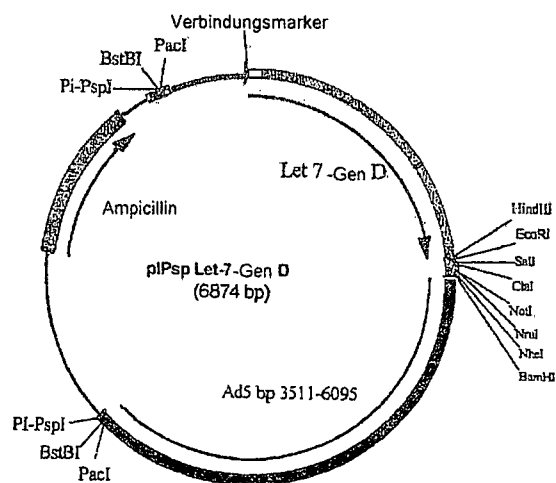 Verbindungsmarker
PacI
BstBI
Pi-PspI
Let 7 -Gen D
Ampicillin
HindIII
EcoRI
SalI
ClaI
NotI
NruI
NheI
BamHI
pIPsp Let-7-Gen D
(6874 bp)
Ad5 bp 3511-6095
PI-PspI
BstBI
PacI